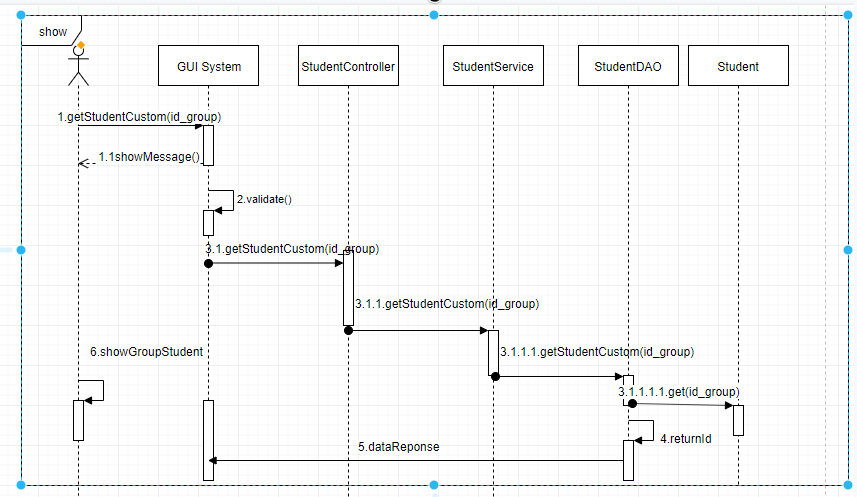 show
GUI System
StudentController
StudentService
StudentDAO
Student
1.getStudentCustom(id_group)
1.1showMessage()
2.validate()
3.1.getStudentCustom(id_group)
3.1.1.getStudentCustom(id_group)
6.showGroupStudent
3.1.1.1.getStudentCustom(id_group)
3.1.1.1.1.get(id_group)
4.returnId
5.dataReponse